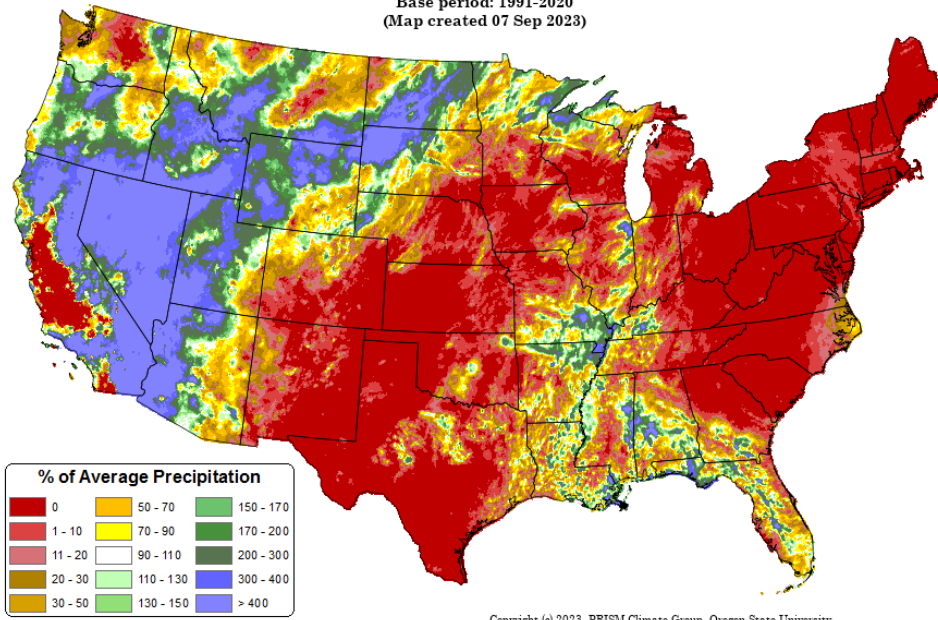 Base period: 1991-2020
(Map created 07 Sep 2023)
% of Average Precipitation
0
1 - 10
11 - 20
20 - 30
30 - 50
50 - 70
70 - 90
90 - 110
110 - 130
130 - 150
150 - 170
170 - 200
200 - 300
300 - 400
> 400
Copyright (c) 2023, PRISM Climate Group, Oregon State University